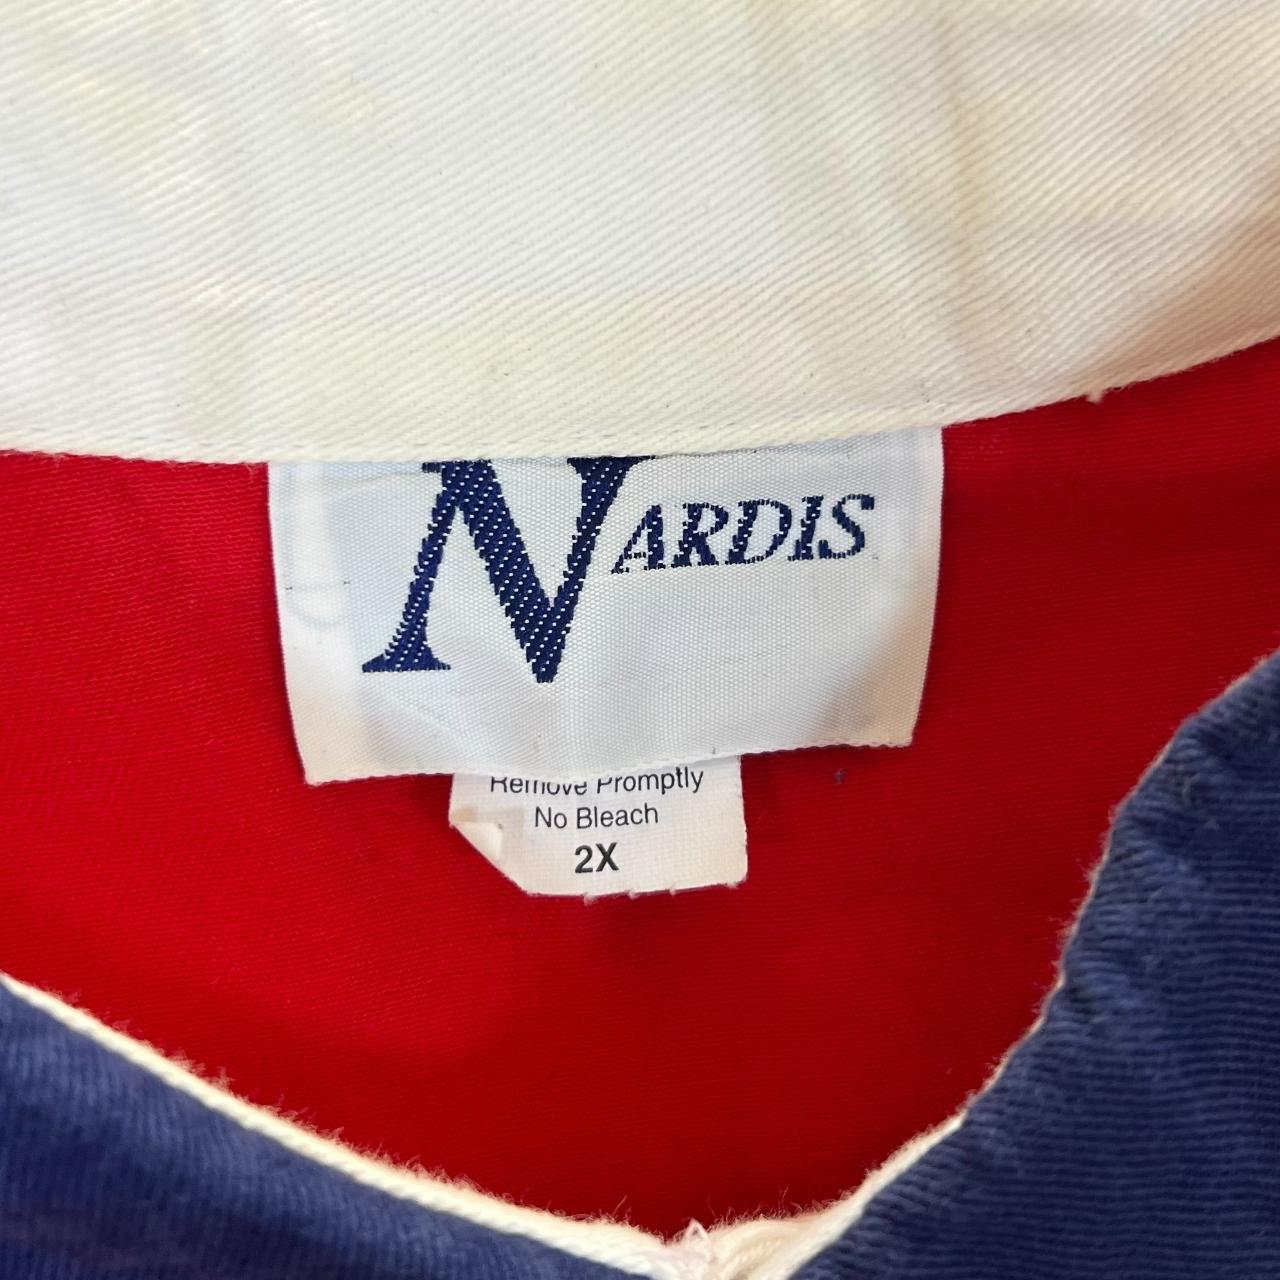 NARDIS
Remove Promptly
No Bleach
2X